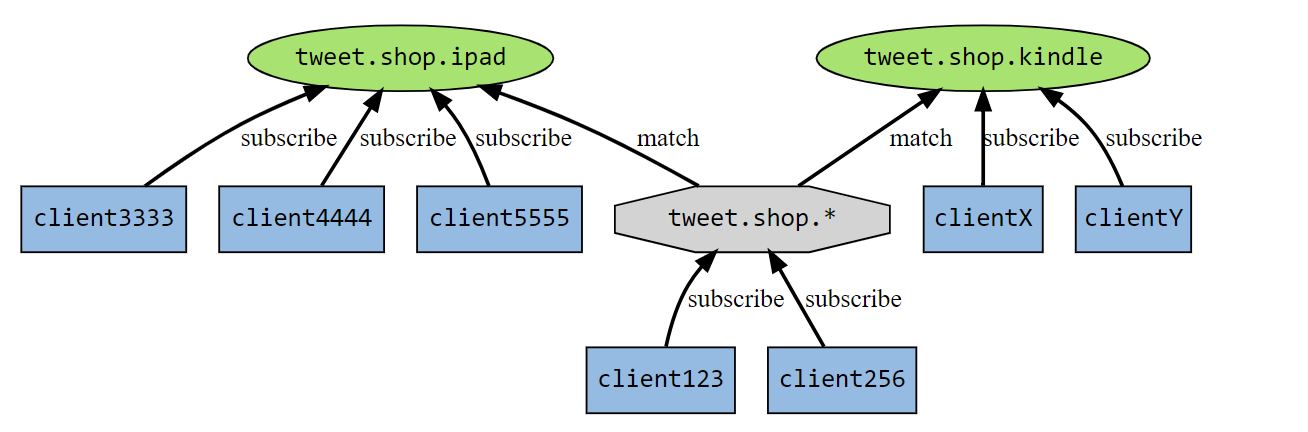 tweet.shop.ipad
tweet.shop.kindle
subscribe
subscribe
subscribe
match
match
subscribe
subscribe
client3333
client4444
client5555
tweet.shop.*
clientX
clientY
subscribe
subscribe
client123
client256